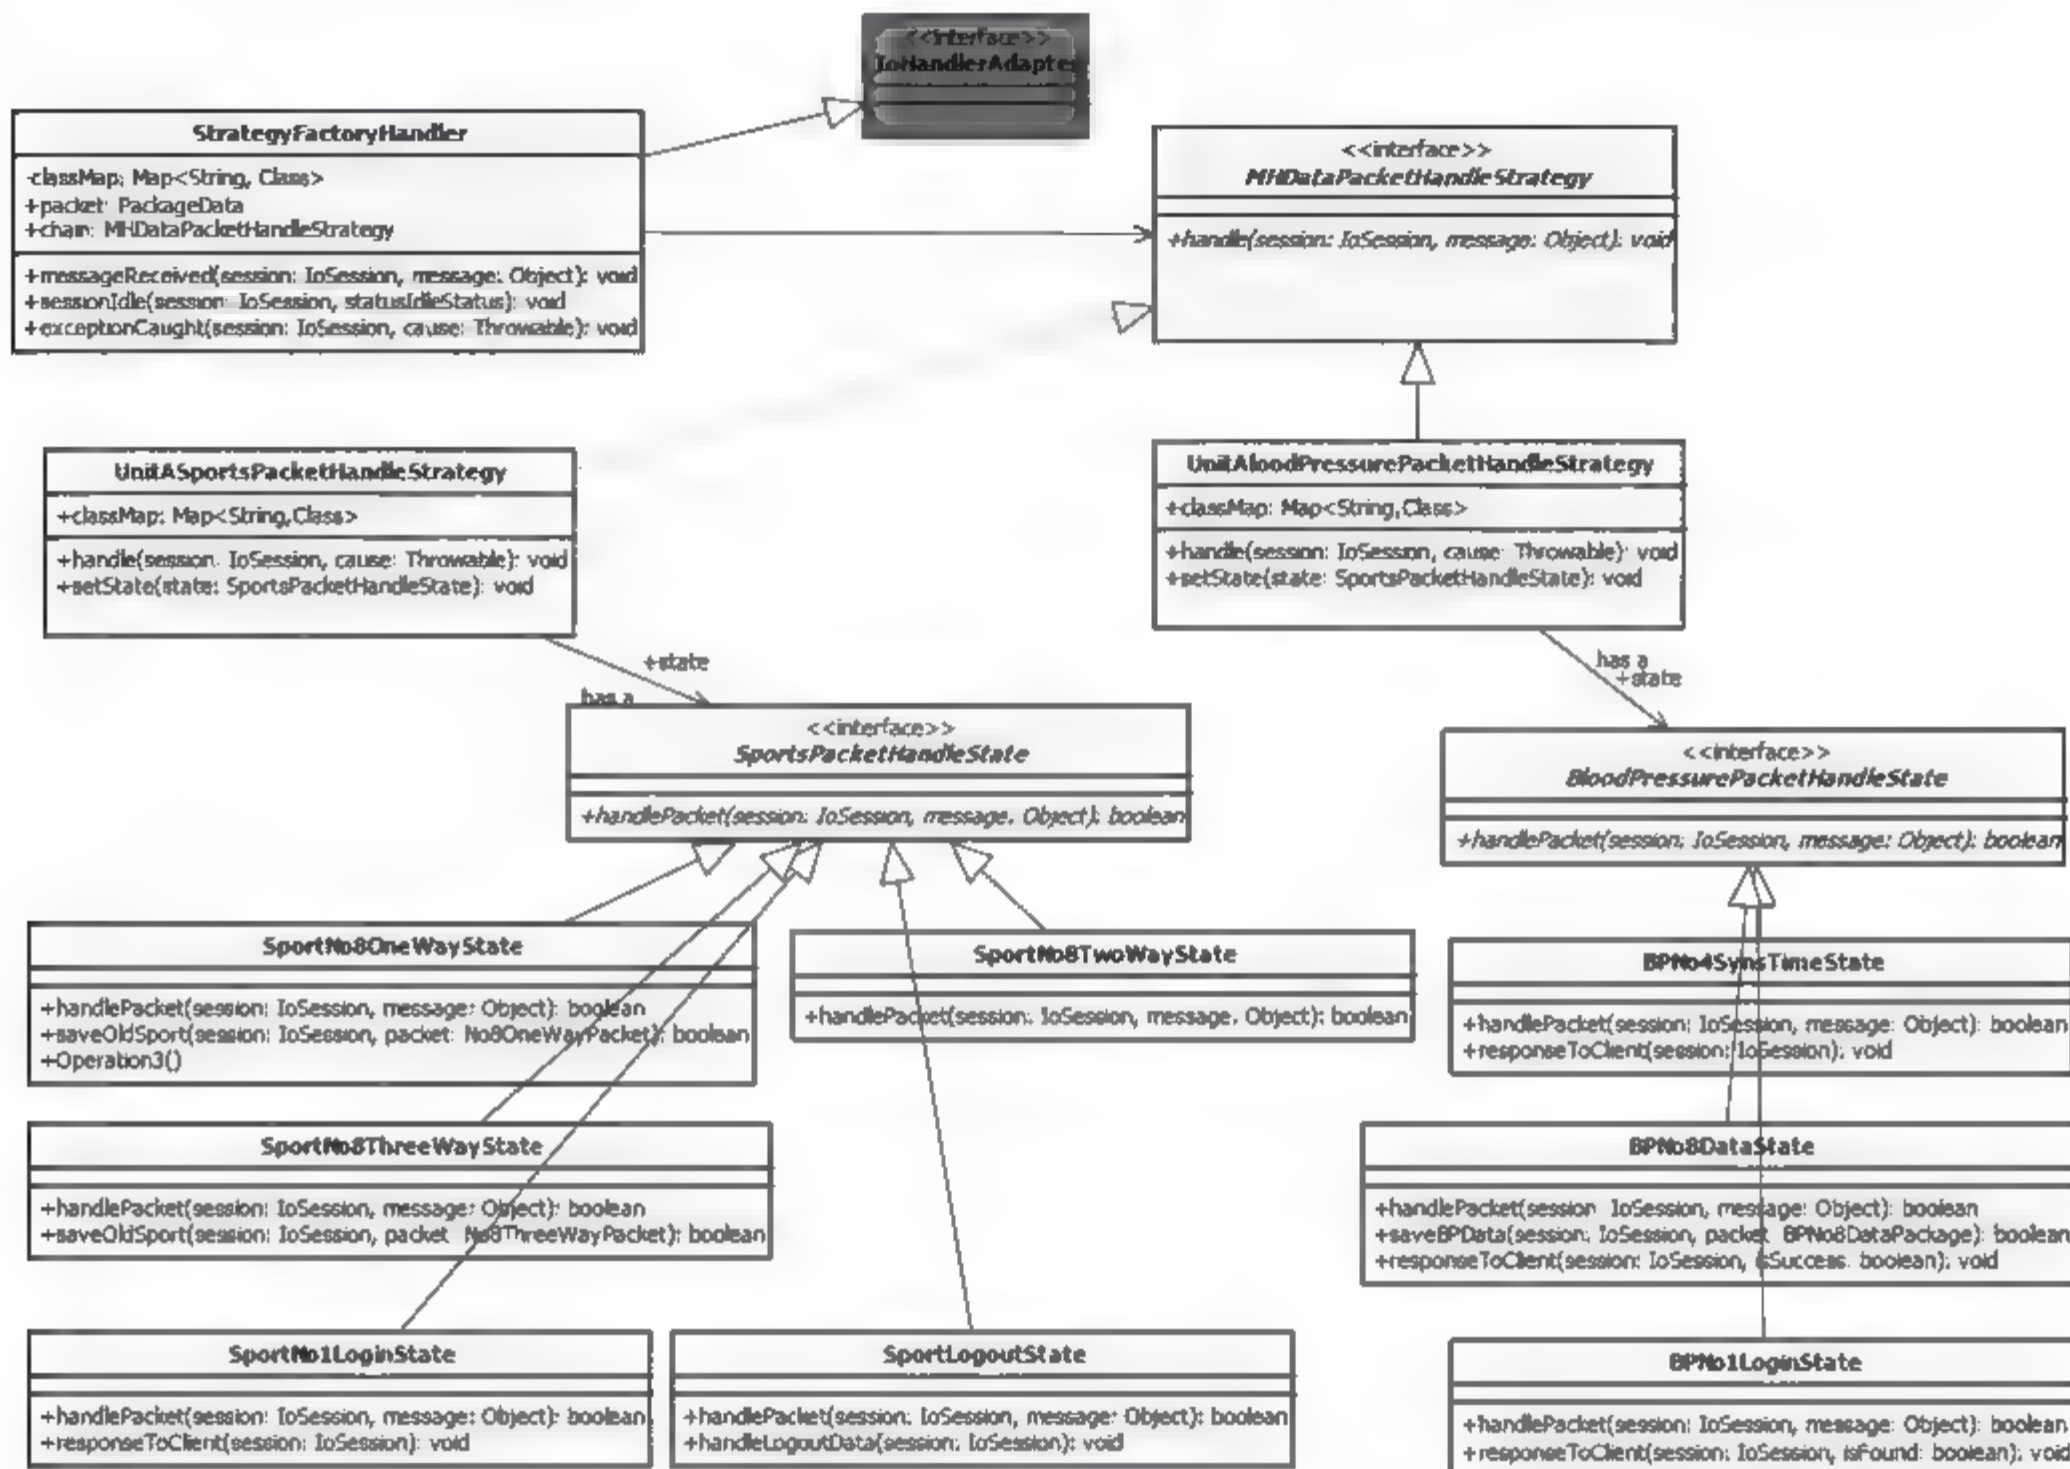 <<interface>>
IoHandlerAdapte
StrategyFactoryHandler
-classMap: Map<String, Class>
+packet: PackageData
+chain: MHDataPacketHandleStrategy
+messageReceived(session: IoSession, message: Object): void
+sessionIdle(session: IoSession, statusIdleStatus): void
+exceptionCaught(session: IoSession, cause: Throwable): void
<<interface>>
MHDataPacketHandleStrategy
+handle(session: IoSession, message: Object): void
UnitASportsPacketHandleStrategy
+classMap: Map<String,Class>
+handle(session: IoSession, cause: Throwable): void
+setState(state: SportsPacketHandleState): void
UnitAloodPressurePacketHandleStrategy
+classMap: Map<String,Class>
+handle(session: IoSession, cause: Throwable): void
+setState(state: SportsPacketHandleState): void
+state
has a
has a
+state
<<interface>>
SportsPacketHandleState
+handlePacket(session: IoSession, message: Object): boolean
<<interface>>
BloodPressurePacketHandleState
+handlePacket(session: IoSession, message: Object): boolean
SportNo8OneWayState
+handlePacket(session: IoSession, message: Object): boolean
+saveOldSport(session: IoSession, packet: No8OneWayPacket): boolean
+Operation3()
SportNo8TwoWayState
+handlePacket(session: IoSession, message: Object): boolean
BPNo4SynsTimeState
+handlePacket(session: IoSession, message: Object): boolean
+responseToClient(session: IoSession): void
SportNo8ThreeWayState
+handlePacket(session: IoSession, message: Object): boolean
+saveOldSport(session: IoSession, packet No8ThreeWayPacket): boolean
BPNo8DataState
+handlePacket(session IoSession, message: Object): boolean
+saveBPData(session: IoSession, packet BPNo8DataPackage): boolean
+responseToClient(session: IoSession, isSuccess. boolean): void
SportNo1LoginState
+handlePacket(session: IoSession, message: Object): boolean
+responseToClient(session: IoSession): void
SportLogoutState
+handlePacket(session: IoSession, message: Object): boolean
+handleLogoutData(session: IoSession): void
BPNo1LoginState
+handlePacket(session: IoSession, message: Object): boolean
+responseToClient(session: IoSession, isFound: boolean): void